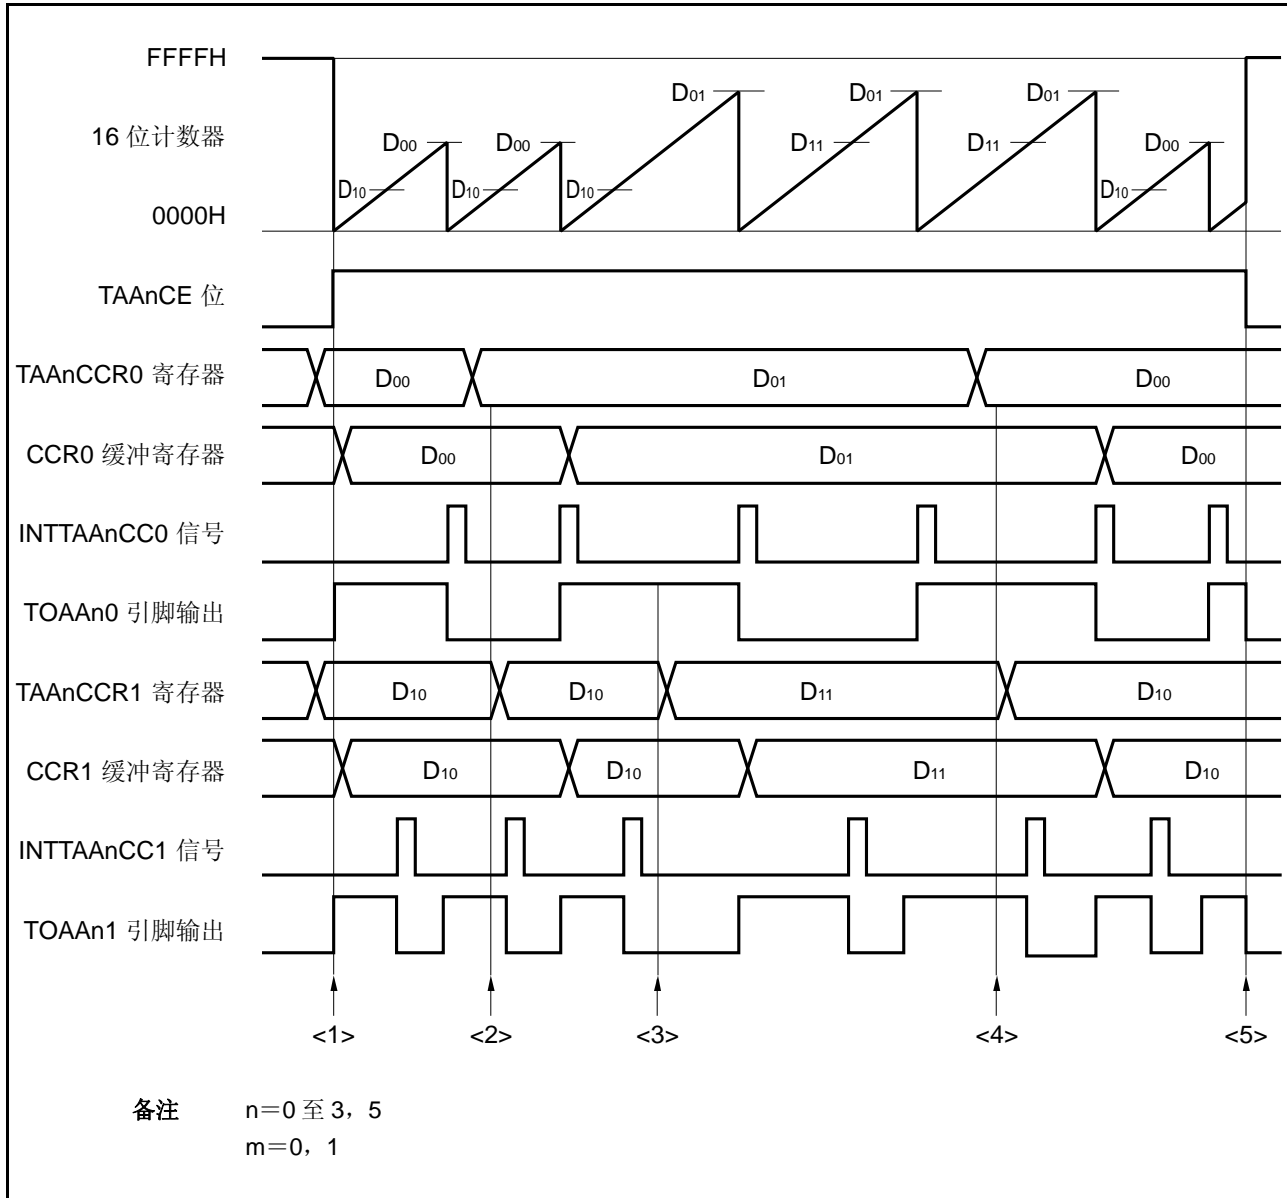 FFFFH
16 位计数器
0000H
D01 D01 D01
D00 D00 D11 D11 D00
D10 D10 D10 D10
TAAnCE 位
TAAnCCR0 寄存器 D00 D01 D00
CCR0 缓冲寄存器 D00 D01 D00
INTTAAnCC0 信号
TOAAn0 引脚输出
TAAnCCR1 寄存器 D10 D10 D11 D10
CCR1 缓冲寄存器 D10 D10 D11 D10
INTTAAnCC1 信号
TOAAn1 引脚输出
<1> <2> <3> <4> <5>
备注 n＝0 至 3，5
m＝0，1